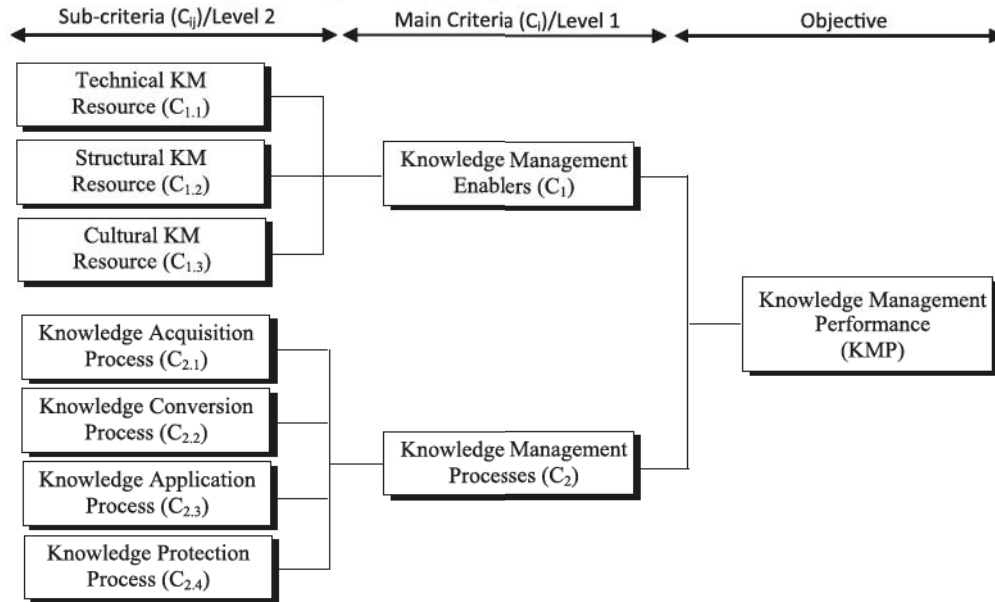 Sub-criteria (Cij)/Level 2
Main Criteria (Ci)/Level 1
Objective
Technical KM
Resource (C1.1)
Structural KM
Resource (C1.2)
Cultural KM
Resource (C1.3)
Knowledge Management
Enablers (C1)
Knowledge Acquisition
Process (C2.1)
Knowledge Conversion
Process (C2.2)
Knowledge Application
Process (C2.3)
Knowledge Protection
Process (C2.4)
Knowledge Management
Processes (C2)
Knowledge Management
Performance
(KMP)